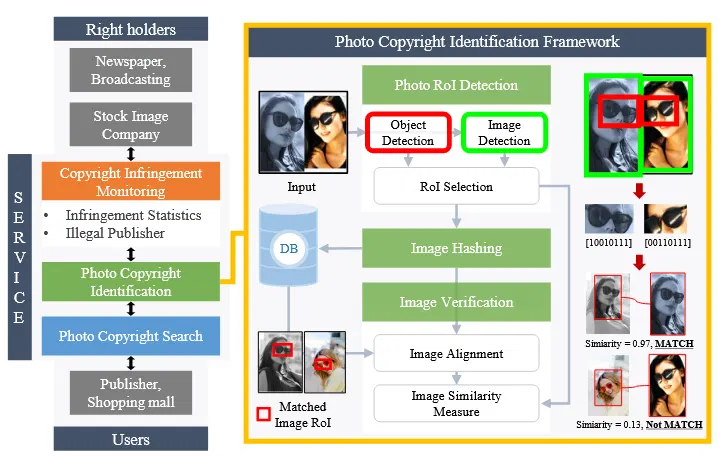 Right holders
Newspaper,
Broadcasting
Stock Image
Company
SERVICE
Copyright Infringement
Monitoring
• Infringement Statistics
• Illegal Publisher
Photo Copyright
Identification
Photo Copyright Search
Publisher,
Shopping mall
Users
Photo Copyright Identification Framework
Photo RoI Detection
Object
Detection
Image
Detection
Input
RoI Selection
DB
Image Hashing
Image Verification
Image Alignment
Image Similarity
Measure
Matched
Image RoI
[10010111]
[00110111]
Simiarity = 0.97, MATCH
Simiarity = 0.13, Not MATCH